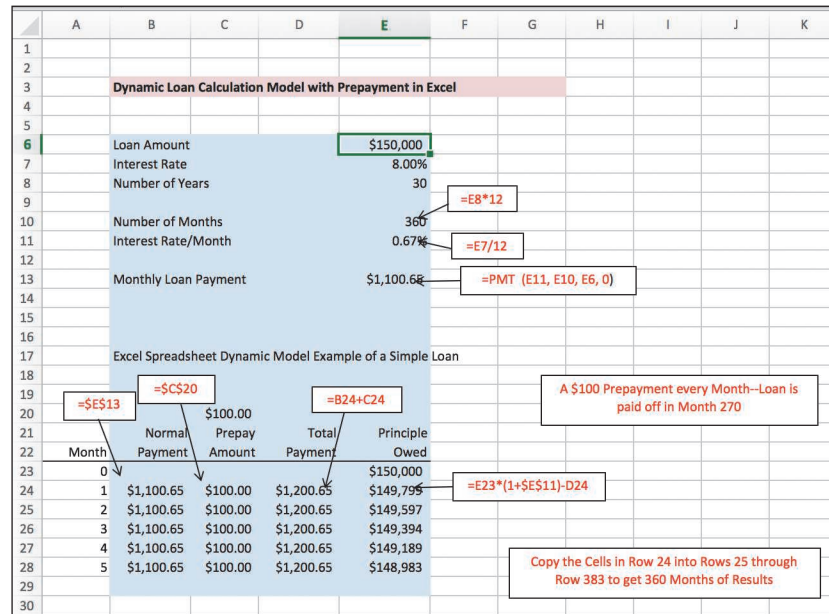 A B C D E F G H I J K
1
2
3 Dynamic Loan Calculation Model with Prepayment in Excel
4
5
6 Loan Amount $150,000
7 Interest Rate 8.00%
8 Number of Years 30
9 =E8*12
10 Number of Months 360
11 Interest Rate/Month 0.67% =E7/12
12
13 Monthly Loan Payment $1,100.65 =PMT (E11, E10, E6, 0)
14
15
16
17 Excel Spreadsheet Dynamic Model Example of a Simple Loan
18
=$C$20
A $100 Prepayment every Month--Loan is
19
=$E$13 =B24+C24
paid off in Month 270
20 $100.00
21 Normal Prepay Total Principle
22 Month Payment Amount Payment Owed
23 0 $150,000
24 1 $1,100.65 $100.00 $1,200.65 $149,799 =E23*(1+$E$11)-D24
25 2 $1,100.65 $100.00 $1,200.65 $149,597
26 3 $1,100.65 $100.00 $1,200.65 $149,394
27 4 $1,100.65 $100.00 $1,200.65 $149,189
28 5 $1,100.65 $100.00 $1,200.65 $148,983
Copy the Cells in Row 24 into Rows 25 through
Row 383 to get 360 Months of Results
29
30